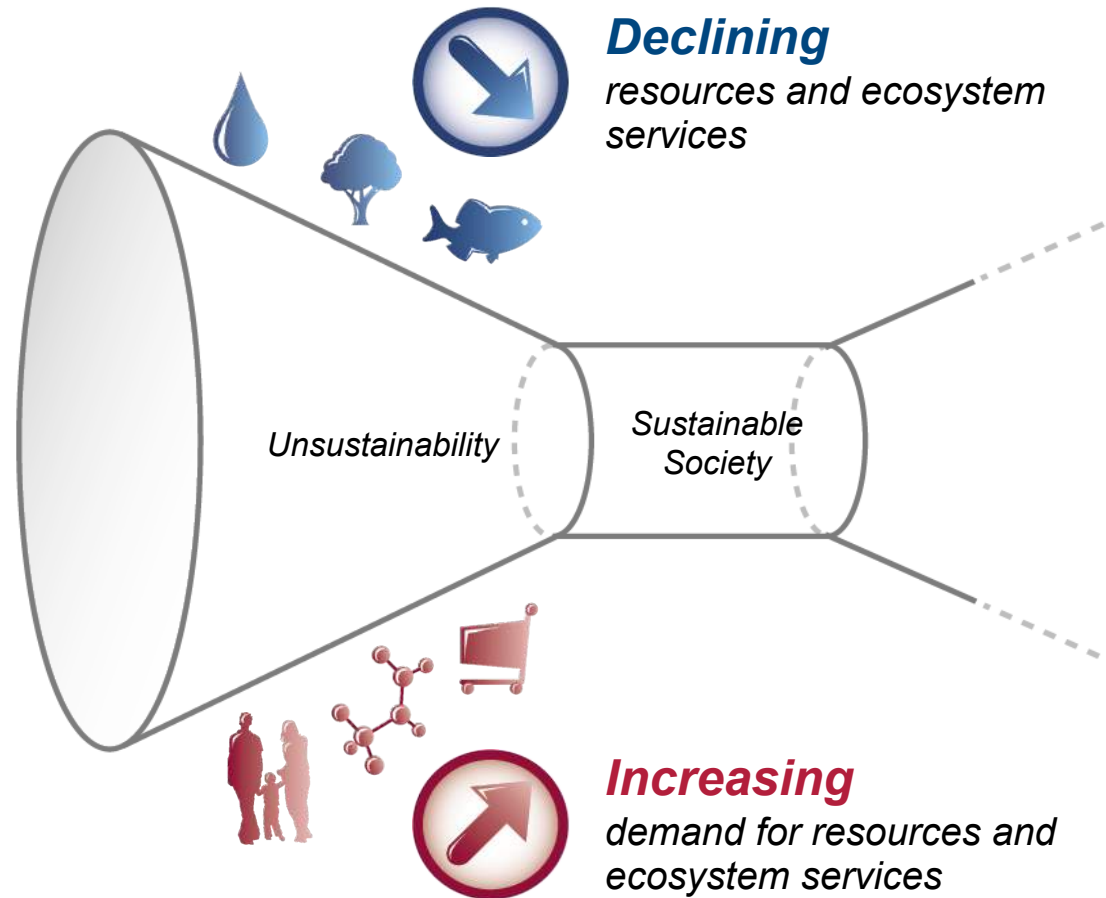 Declining
resources and ecosystem
services
Unsustainability
Sustainable
Society
Increasing
demand for resources and
ecosystem services